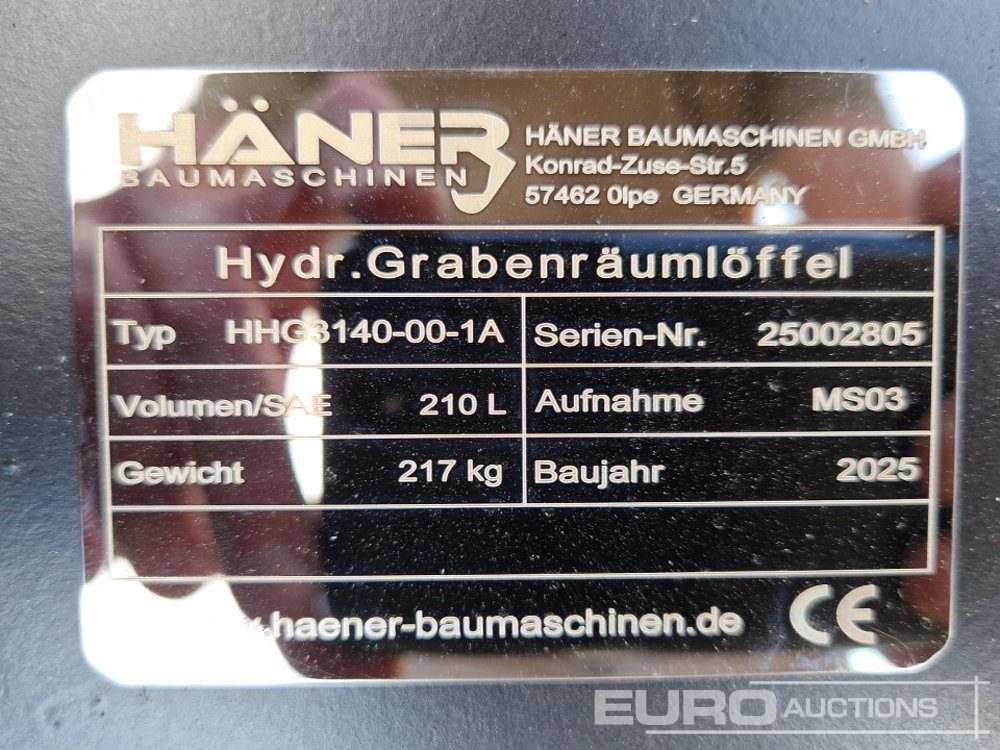 HÄNER
BAUMASCHINEN
HÄNER BAUMASCHINEN GMBH
Konrad-Zuse-Str.5
57462 Olpe GERMANY
Hydr.Grabenräumlöffel
Typ HHG3140-00-1A
Serien-Nr. 25002805
Volumen/SAE 210 L
Aufnahme MS03
Gewicht 217 kg
Baujahr 2025
.haener-baumaschinen.de CE
EURO AUCTIONS